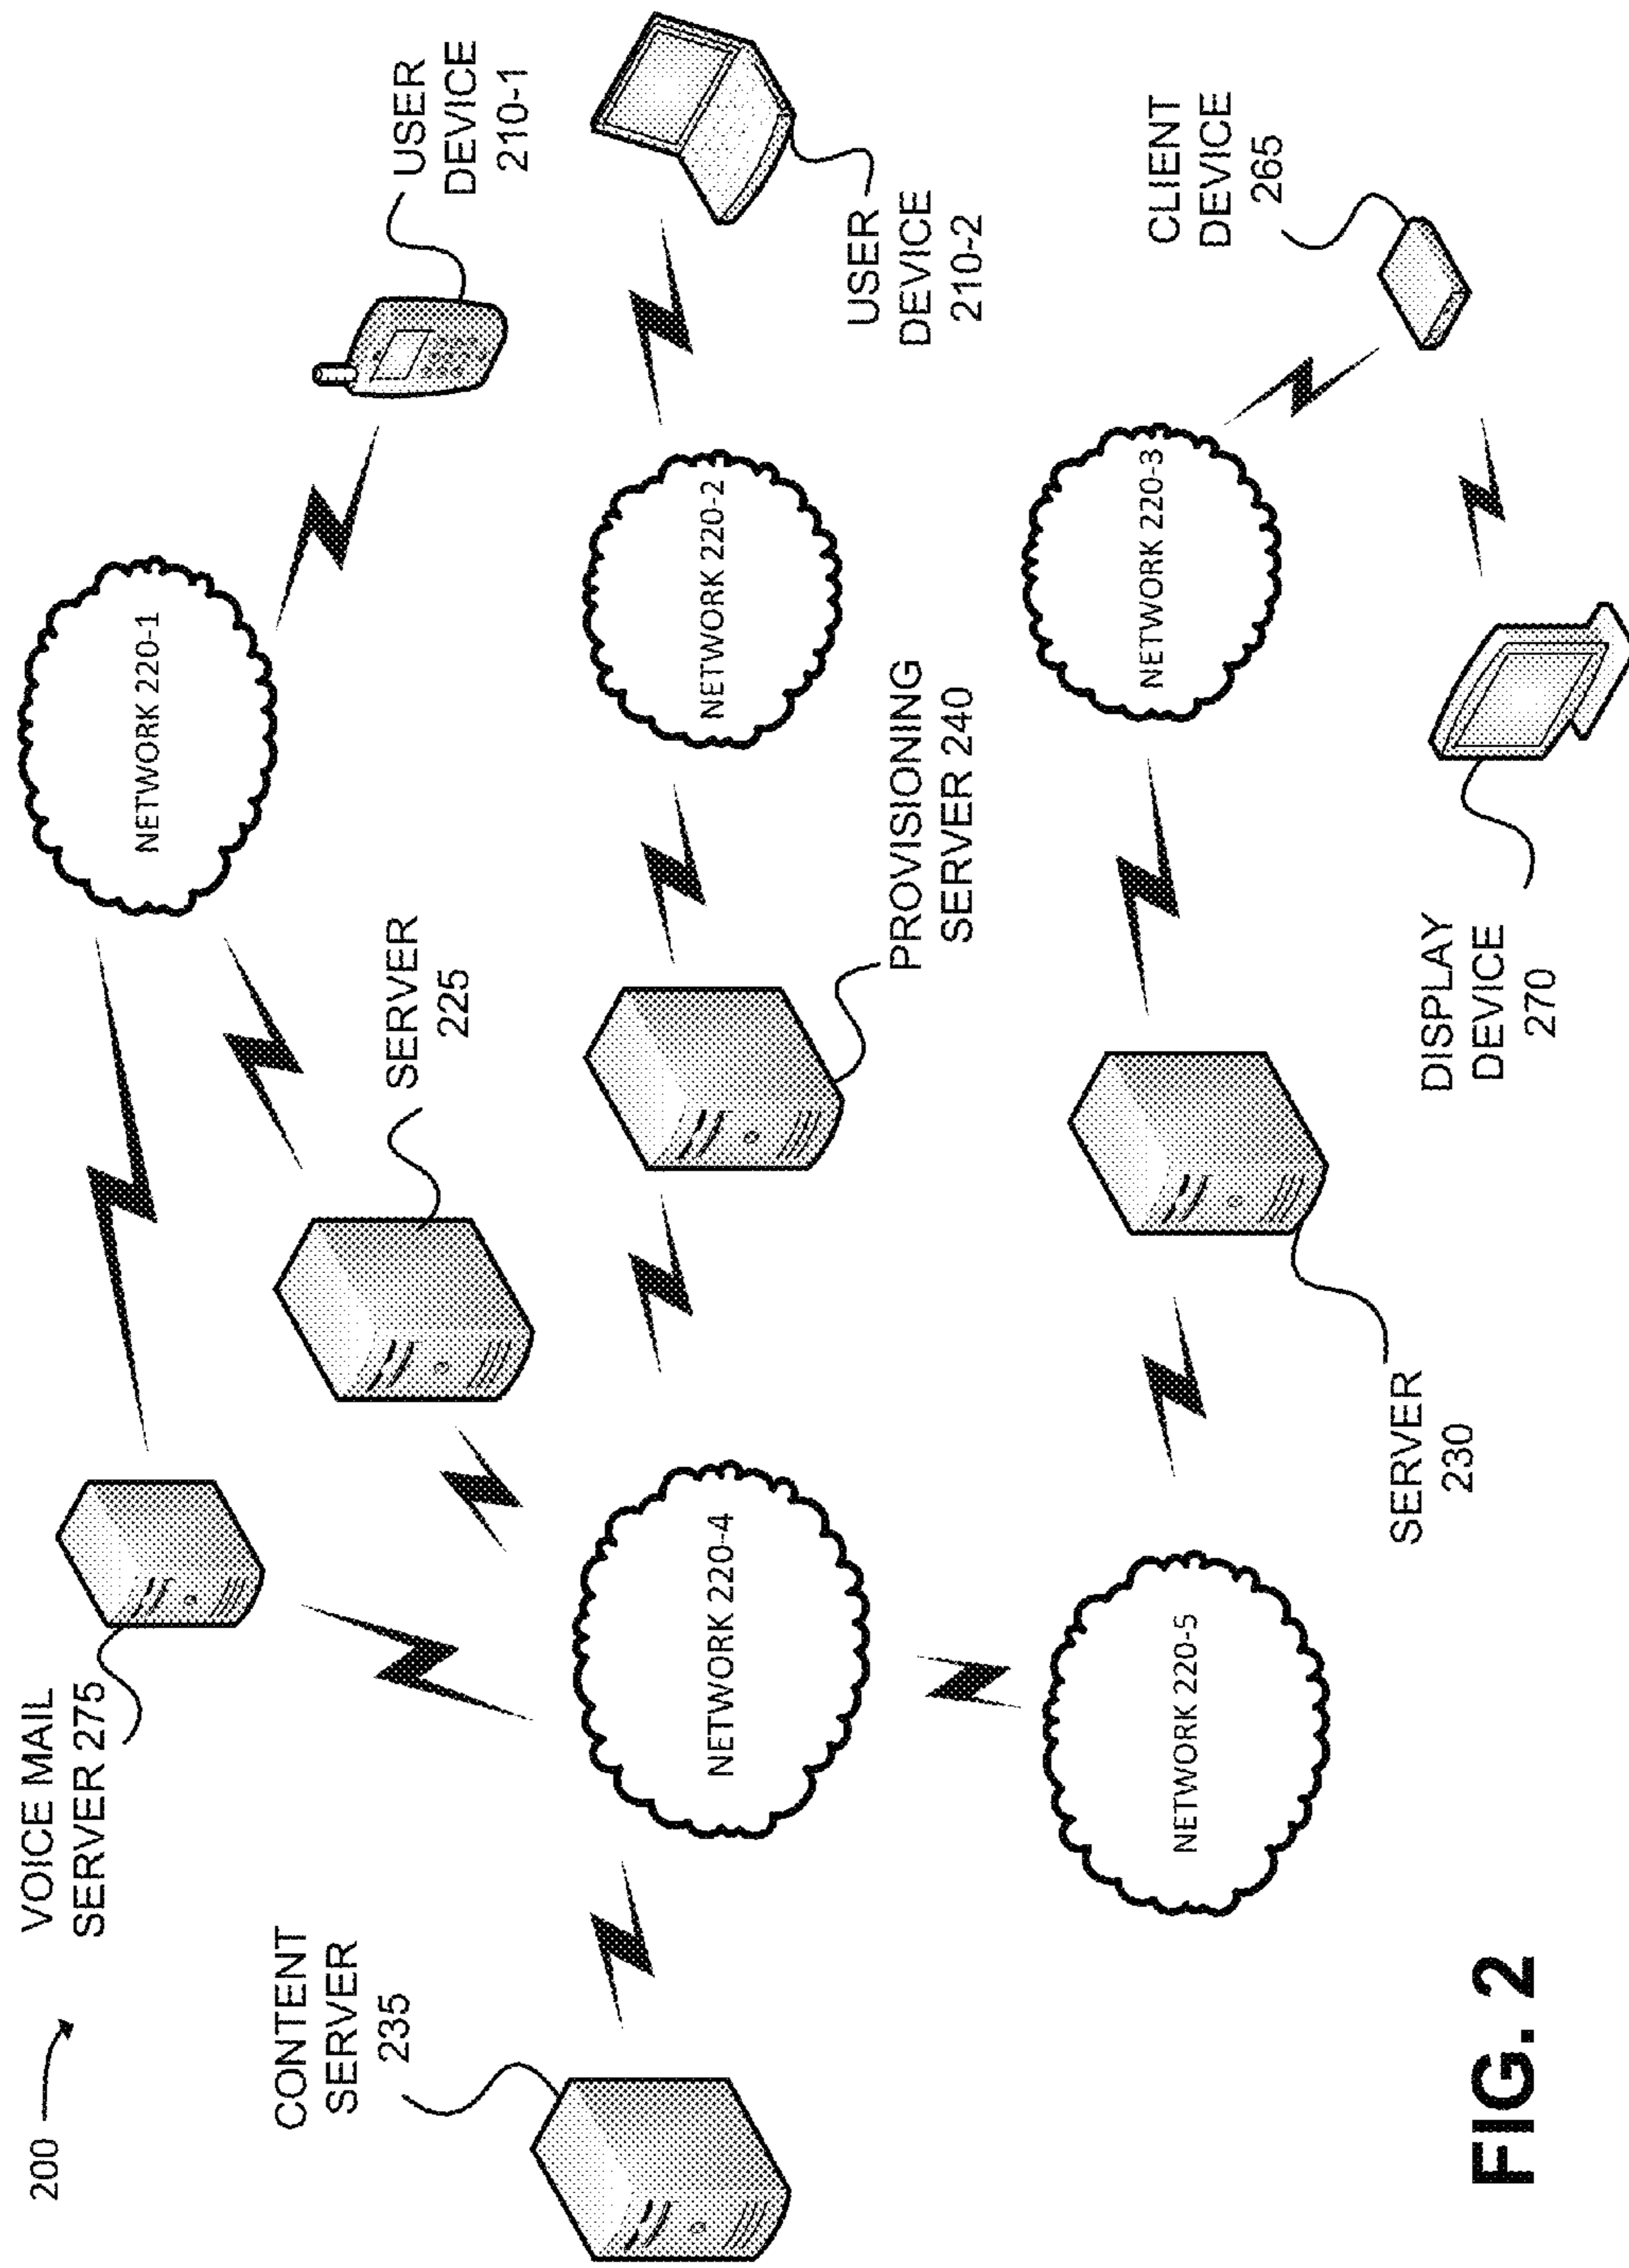 200
VOICE MAIL
SERVER 275
CONTENT
SERVER
235
NETWORK 220-1
SERVER
225
USER
DEVICE
210-1
NETWORK 220-4
PROVISIONING
SERVER 240
NETWORK 220-2
USER
DEVICE
210-2
NETWORK 220-5
SERVER
230
NETWORK 220-3
CLIENT
DEVICE
265
DISPLAY
DEVICE
270
FIG. 2